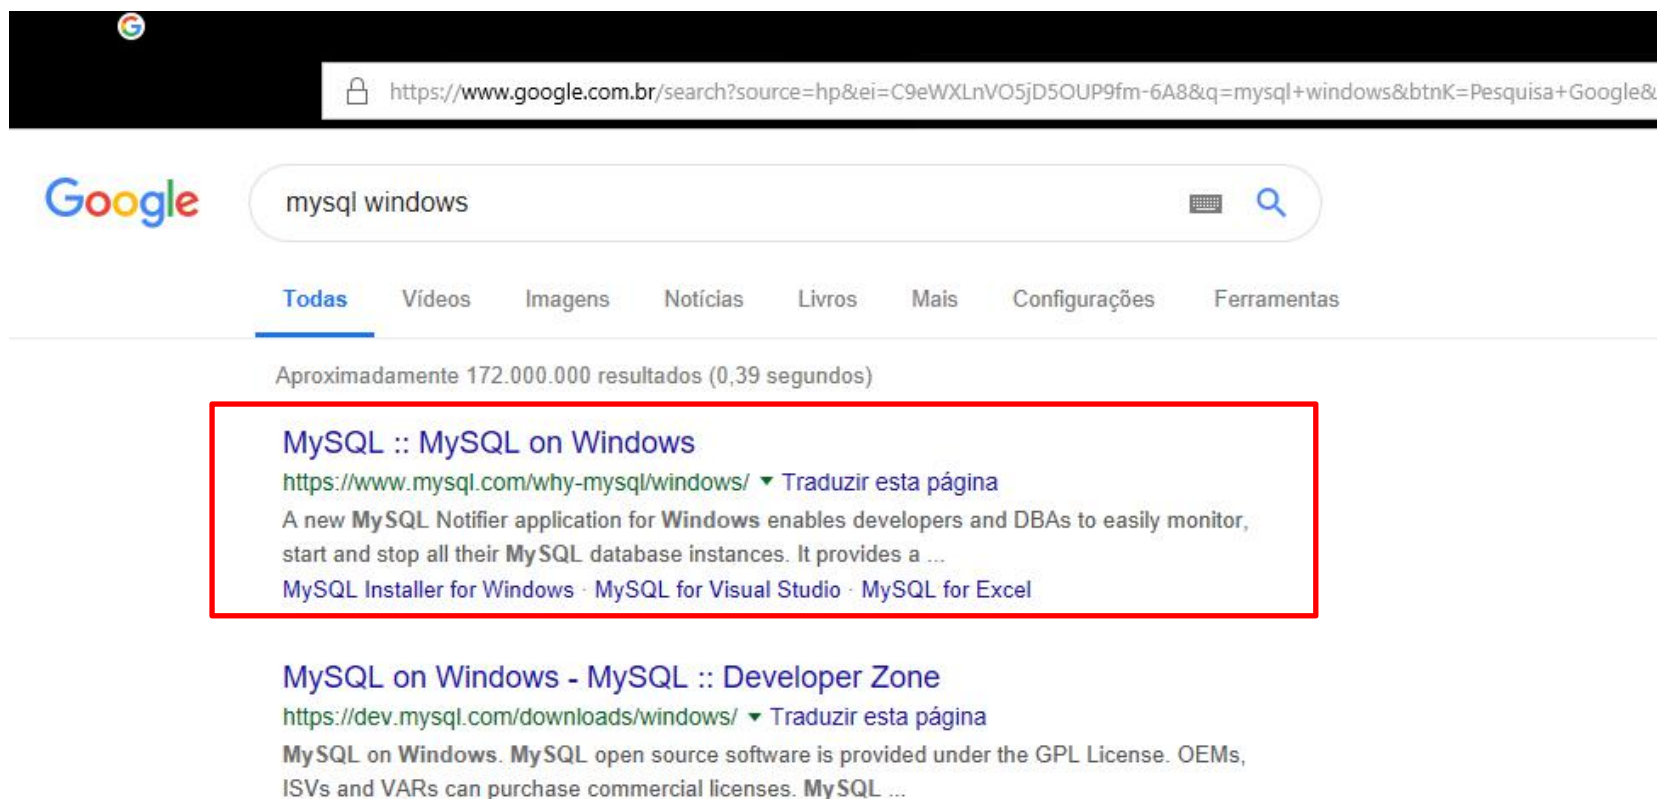 https://www.google.com.br/search?source=hp&ei=C9eWXLnVO5jD5OUP9fm-6A8&q=mysql+windows&btnK=Pesquisa+Google&
Google
mysql windows
Todas Vídeos Imagens Notícias Livros Mais Configurações Ferramentas
Aproximadamente 172.000.000 resultados (0,39 segundos)
MySQL :: MySQL on Windows
https://www.mysql.com/why-mysql/windows/ ▾ Traduzir esta página
A new MySQL Notifier application for Windows enables developers and DBAs to easily monitor,
start and stop all their MySQL database instances. It provides a ...
MySQL Installer for Windows · MySQL for Visual Studio · MySQL for Excel
MySQL on Windows - MySQL :: Developer Zone
https://dev.mysql.com/downloads/windows/ ▾ Traduzir esta página
MySQL on Windows. MySQL open source software is provided under the GPL License. OEMs,
ISVs and VARs can purchase commercial licenses. MySQL ...